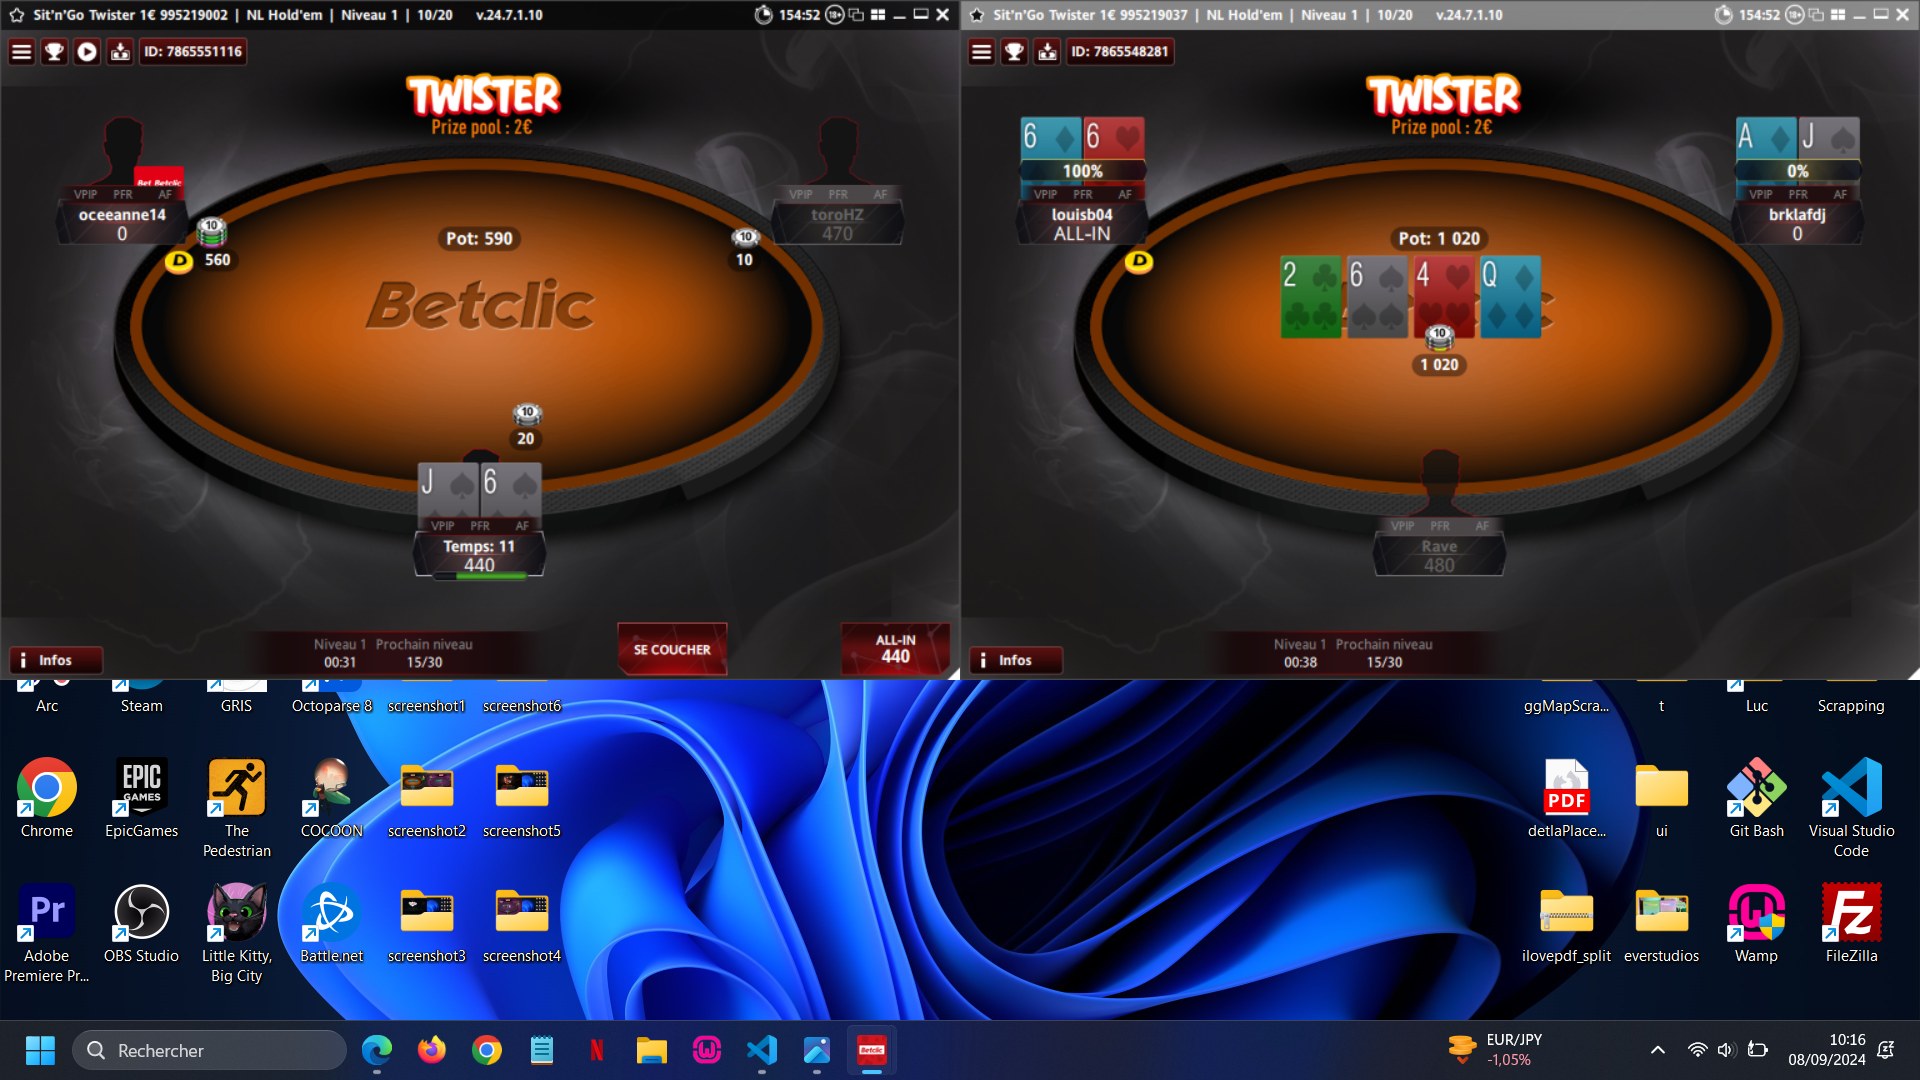 Sit'n'Go Twister 1€ 995219002 | NL Hold'em | Niveau 1 | 10/20 v.24.7.1.10
154:52 18+
ID: 7865551116
TWISTER
Prize pool : 2€
Bet Betclic
VPIP PFR AF
oceeanne14
0
10
D
560
Pot: 590
VPIP PFR AF
toroHZ
470
10
10
Betclic
10
20
J 6
VPIP PFR AF
Temps: 11
440
SE COUCHER
ALL-IN
440
i Infos
Niveau 1 Prochain niveau
00:31 15/30
Sit'n'Go Twister 1€ 995219037 | NL Hold'em | Niveau 1 | 10/20 v.24.7.1.10
154:52 18+
ID: 7865548281
TWISTER
Prize pool : 2€
6 6
100%
VPIP PFR AF
louisb04
ALL-IN
D
A J
0%
VPIP PFR AF
brklafdj
0
Pot: 1 020
2 6 4 Q
10
1 020
VPIP PFR AF
Rave
480
i Infos
Niveau 1 Prochain niveau
00:38 15/30
Arc
Steam
GRIS
Octoparse 8
screenshot1
screenshot6
ggMapScra...
t
Luc
Scrapping
EPIC
GAMES
PDF
Chrome
EpicGames
The
Pedestrian
COCOON
screenshot2
screenshot5
detlaPlace...
ui
Git Bash
Visual Studio
Code
Pr
Fz
Adobe
Premiere Pr...
OBS Studio
Little Kitty,
Big City
Battle.net
screenshot3
screenshot4
ilovepdf_split
everstudios
Wamp
FileZilla
Rechercher
N
Betclic
EUR/JPY
-1,05%
10:16
08/09/2024